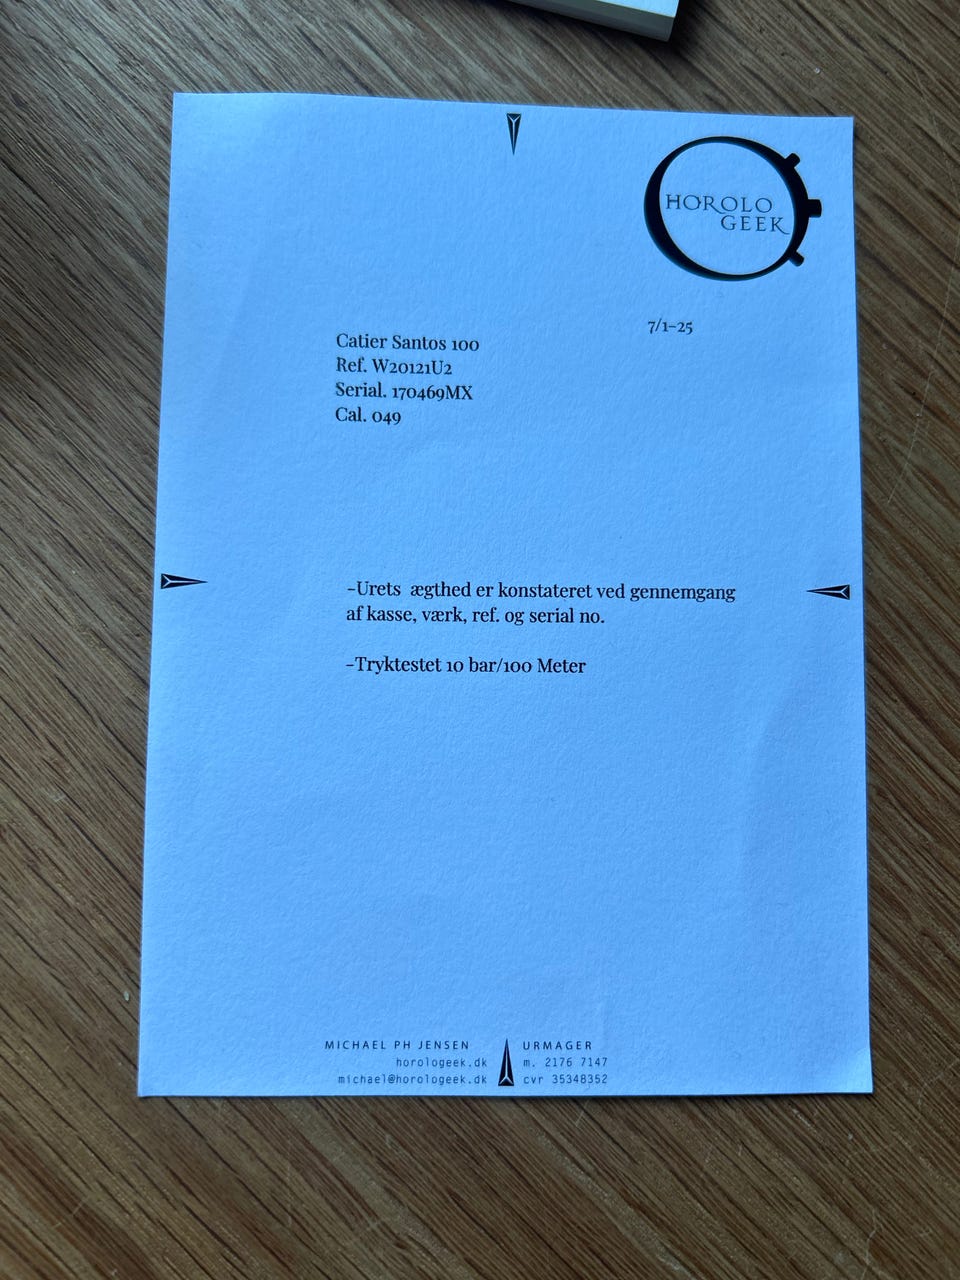 HOROLO
GEEK
7/1-25
Catier Santos 100
Ref. W20121U2
Serial. 170469MX
Cal. 049
-Urets ægthed er konstateret ved gennemgang
af kasse, værk, ref. og serial no.
-Tryktestet 10 bar/100 Meter
MICHAEL PH JENSEN URMAGER
horologeek.dk m. 2176 7147
michael@horologeek.dk cvr 35348352